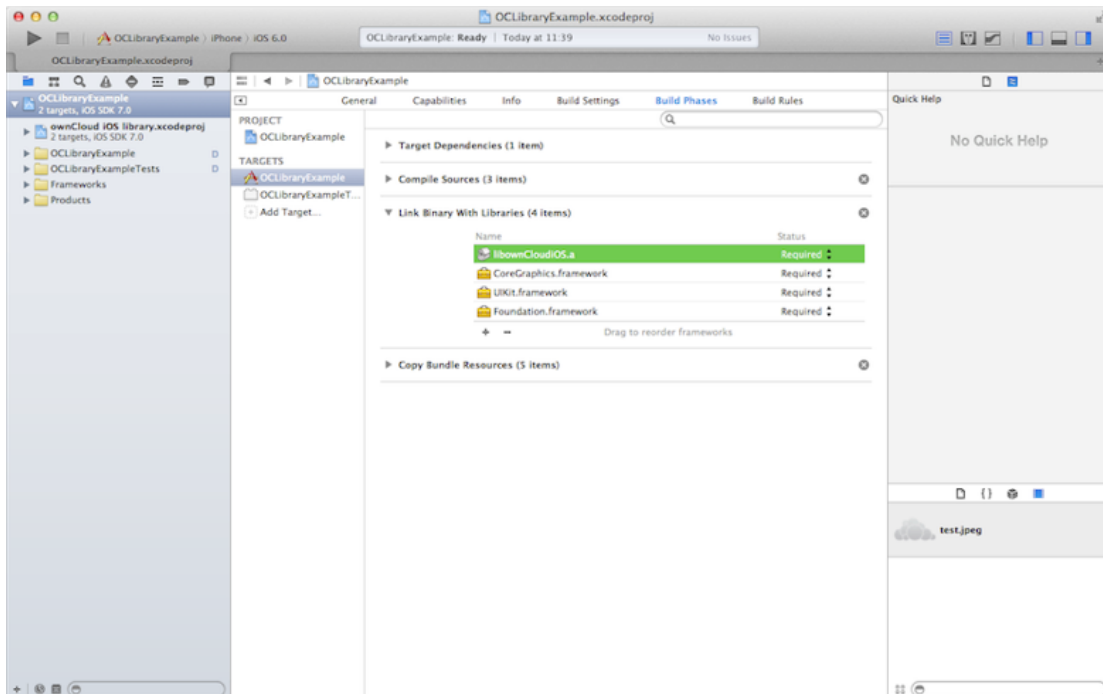 OCLibraryExample.xcodeproj
OCLibraryExample 〉 iPhone 〉 iOS 6.0
OCLibraryExample: Ready | Today at 11:39
No Issues
OCLibraryExample.xcodeproj
OCLibraryExample
2 targets, iOS SDK 7.0
ownCloud iOS library.xcodeproj
2 targets, iOS SDK 7.0
OCLibraryExample D
OCLibraryExampleTests D
Frameworks
Products
OCLibraryExample
General Capabilities Info Build Settings Build Phases Build Rules
PROJECT
OCLibraryExample
TARGETS
OCLibraryExample
OCLibraryExampleT...
Add Target...
Target Dependencies (1 item)
Compile Sources (3 items)
Link Binary With Libraries (4 items)
Name Status
libownCloudiOS.a Required
CoreGraphics.framework Required
UIKit.framework Required
Foundation.framework Required
Drag to reorder frameworks
Copy Bundle Resources (5 items)
Quick Help
No Quick Help
test.jpeg